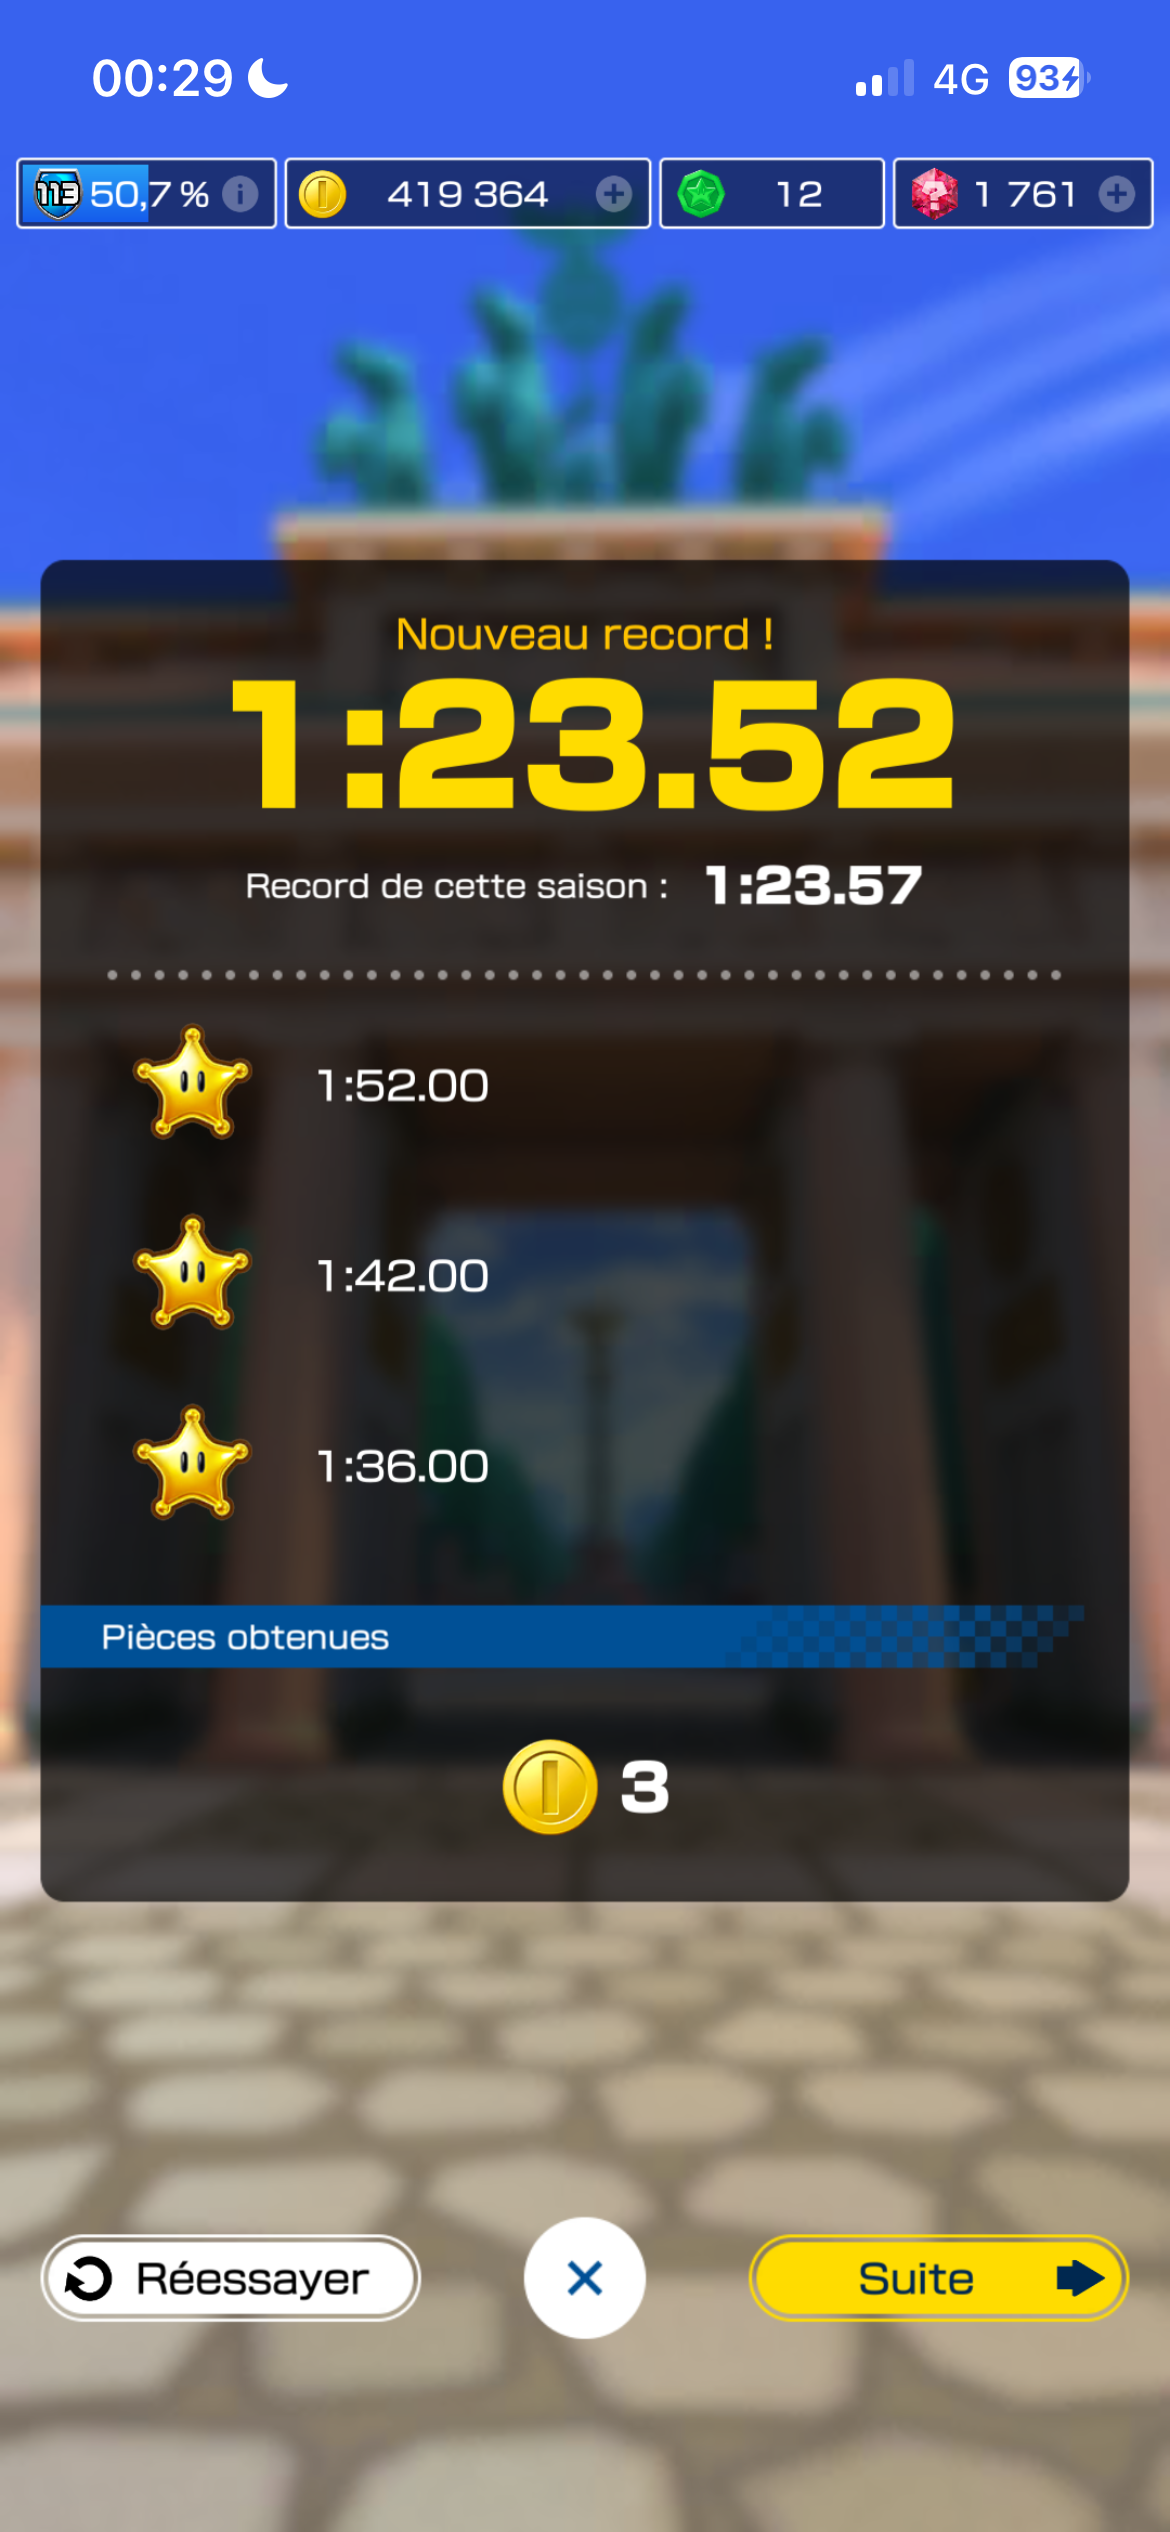 00:29 4G 93
113 50,7 % i 419 364 + 12 1 761 +
Nouveau record !
1:23.52
Record de cette saison : 1:23.57
1:52.00
1:42.00
1:36.00
Pièces obtenues
3
Réessayer × Suite